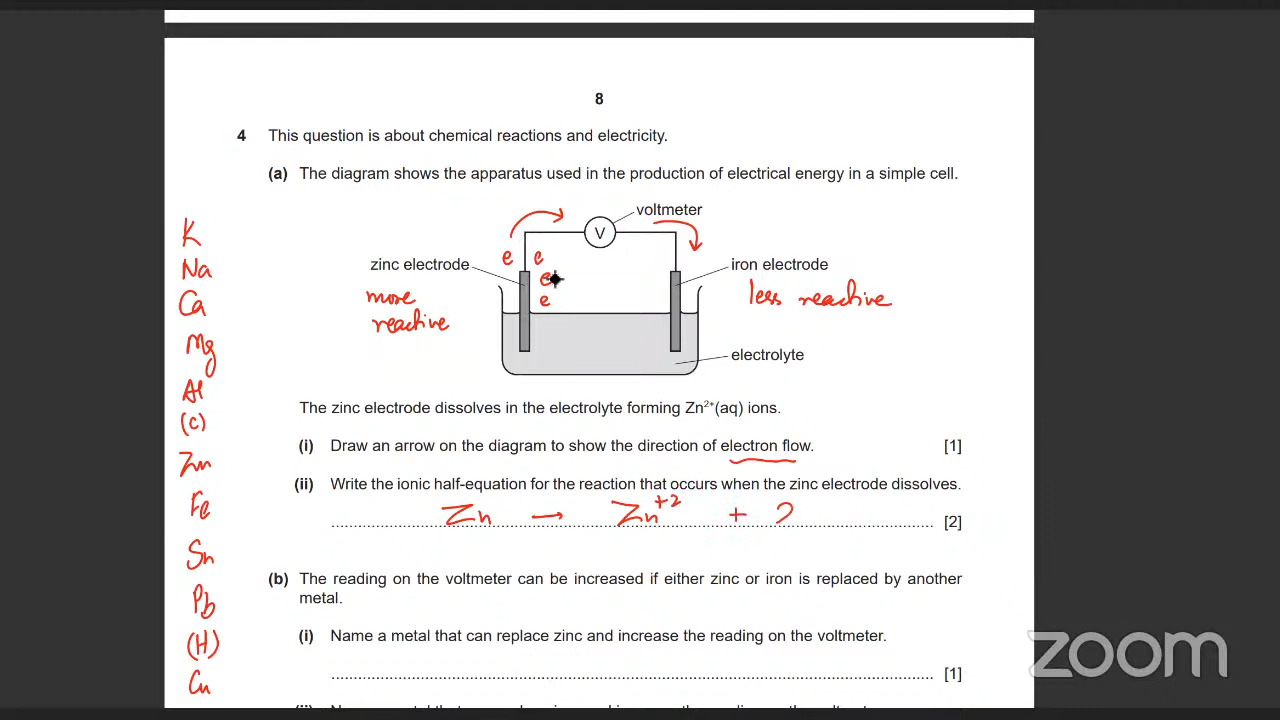 8
4 This question is about chemical reactions and electricity.
(a) The diagram shows the apparatus used in the production of electrical energy in a simple cell.
voltmeter
V
zinc electrode
e e
e
e
iron electrode
more
reactive
less reactive
electrolyte
K
Na
Ca
Mg
Al
(C)
Zn
Fe
Sn
Pb
(H)
Cu
The zinc electrode dissolves in the electrolyte forming Zn²⁺(aq) ions.
(i) Draw an arrow on the diagram to show the direction of electron flow. [1]
(ii) Write the ionic half-equation for the reaction that occurs when the zinc electrode dissolves.
Zn → Zn⁺² + 2 [2]
(b) The reading on the voltmeter can be increased if either zinc or iron is replaced by another
metal.
(i) Name a metal that can replace zinc and increase the reading on the voltmeter.
[1]
zoom